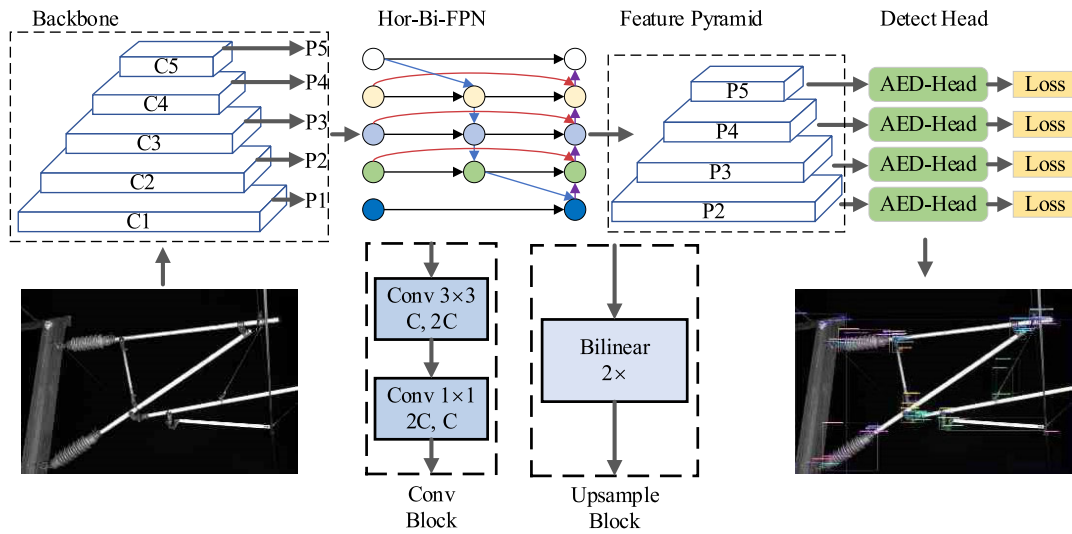 Backbone
Hor-Bi-FPN
Feature Pyramid
Detect Head
C5
P5
C4
P4
C3
P3
C2
P2
C1
P1
P5
P4
P3
P2
AED-Head
Loss
AED-Head
Loss
AED-Head
Loss
AED-Head
Loss
Conv 3×3
C, 2C
Conv 1×1
2C, C
Conv
Block
Bilinear
2×
Upsample
Block